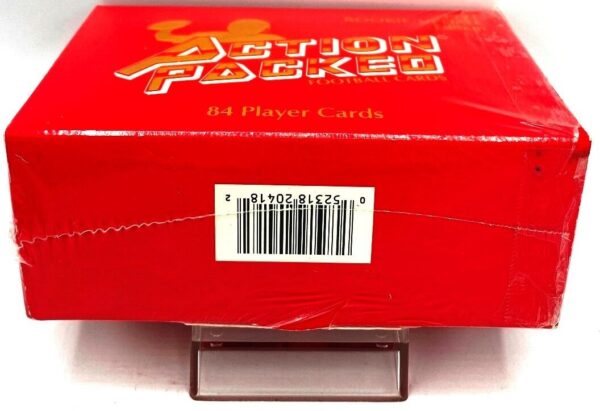 ROOKIE
ACTION
PACKED
FOOTBALL CARDS
84 Player Cards
0 52318 20418 2